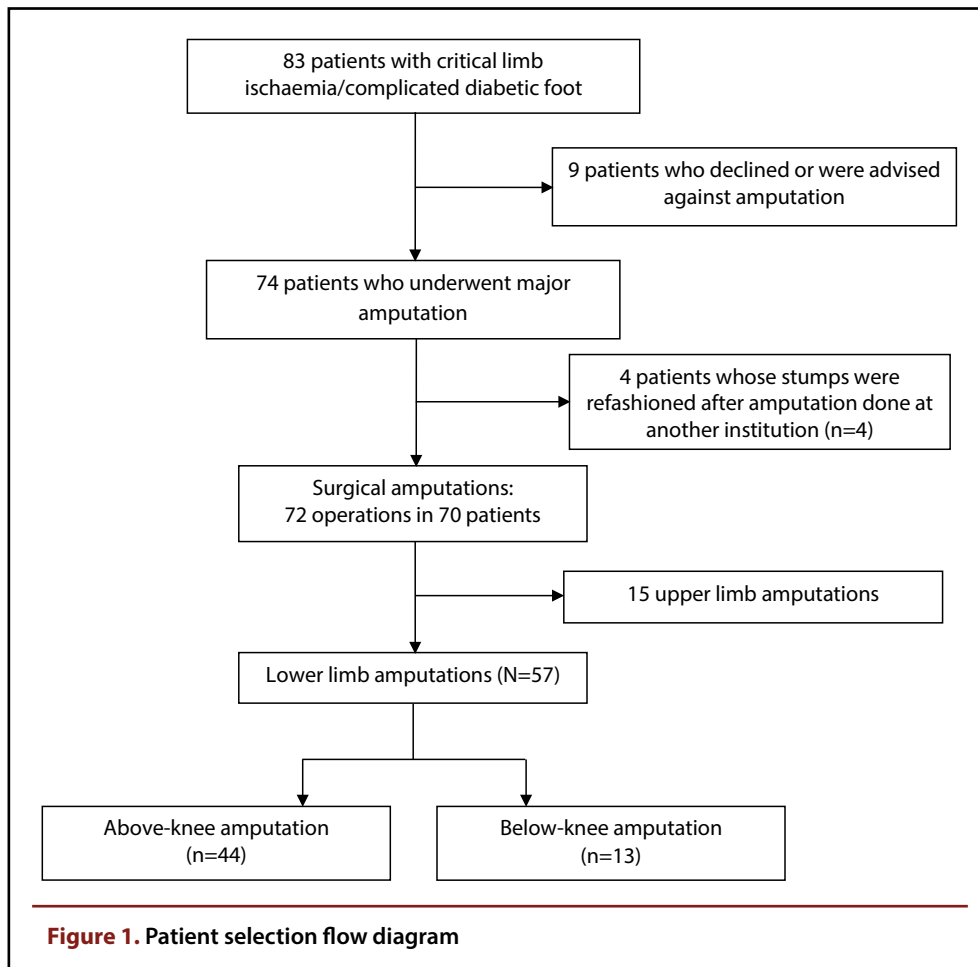 83 patients with critical limb
ischaemia/complicated diabetic foot
9 patients who declined or were advised
against amputation
74 patients who underwent major
amputation
4 patients whose stumps were
refashioned after amputation done at
another institution (n=4)
Surgical amputations:
72 operations in 70 patients
15 upper limb amputations
Lower limb amputations (N=57)
Above-knee amputation
(n=44)
Below-knee amputation
(n=13)
Figure 1. Patient selection flow diagram